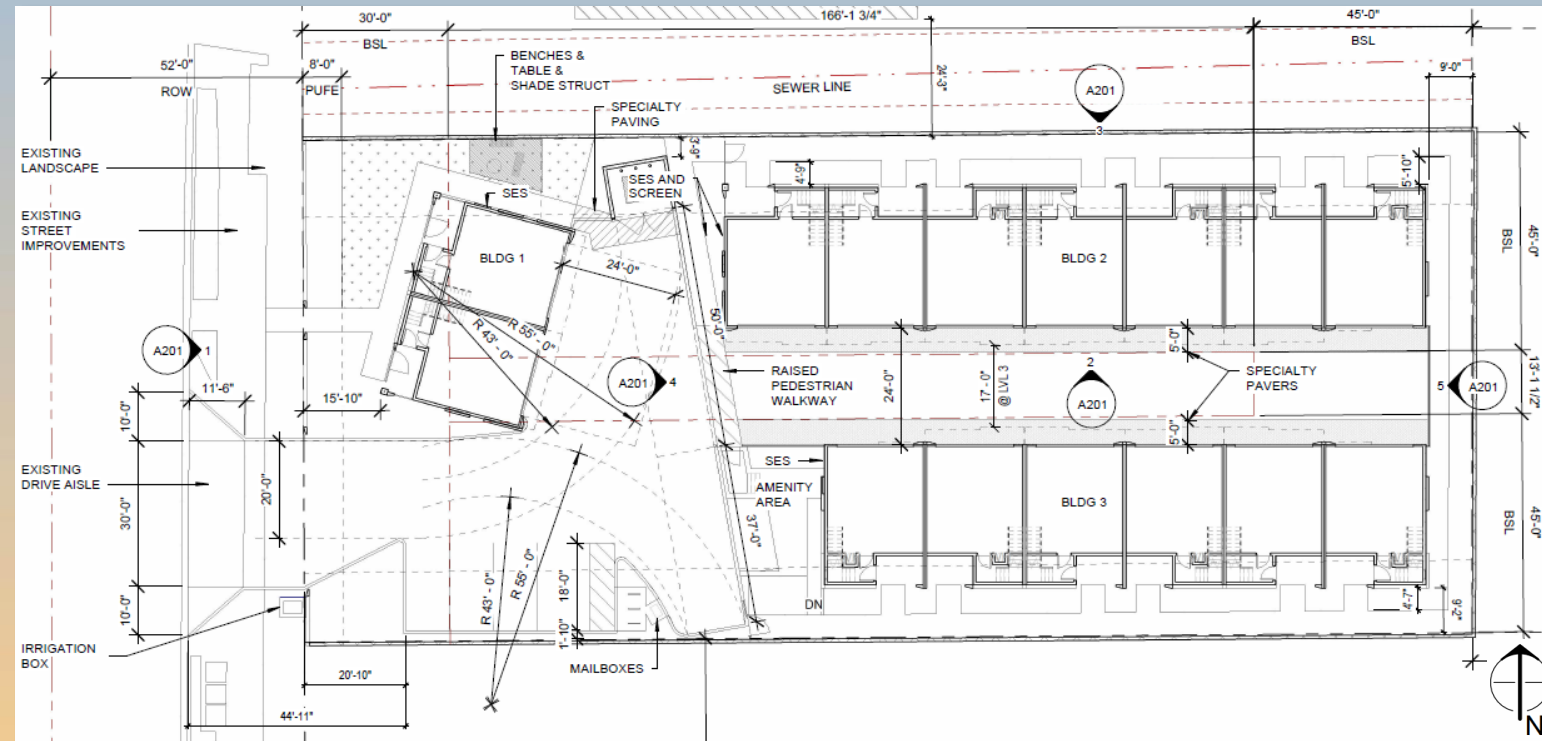 30'-0"
166'-1 3/4"
45'-0"
BSL
BSL
BENCHES &
TABLE &
SHADE STRUCT
52'-0"
8'-0"
ROW
PUFE
24'-3"
9'-0"
SEWER LINE
A201
3
SPECIALTY
PAVING
EXISTING
LANDSCAPE
3'-9"
4'-9"
5'-10"
SES AND
SCREEN
SES
EXISTING
STREET
IMPROVEMENTS
45'-0"
BSL
BLDG 1
BLDG 2
24'-0"
50'-0"
R 43' - 0"
R 55' - 0"
A201
1
A201
4
RAISED
PEDESTRIAN
WALKWAY
24'-0"
17' - 0"
@ LVL 3
2
A201
5'-0"
5'-0"
SPECIALTY
PAVERS
5
A201
13'-1 1/2"
11'-6"
15'-10"
10'-0"
EXISTING
DRIVE AISLE
30'-0"
20'-0"
SES
AMENITY
AREA
BLDG 3
BSL
45'-0"
37'-0"
R 43' - 0"
R 55' - 0"
18'-0"
1'-10"
10'-0"
DN
4'-7"
9'-2"
IRRIGATION
BOX
MAILBOXES
20'-10"
44'-11"
N